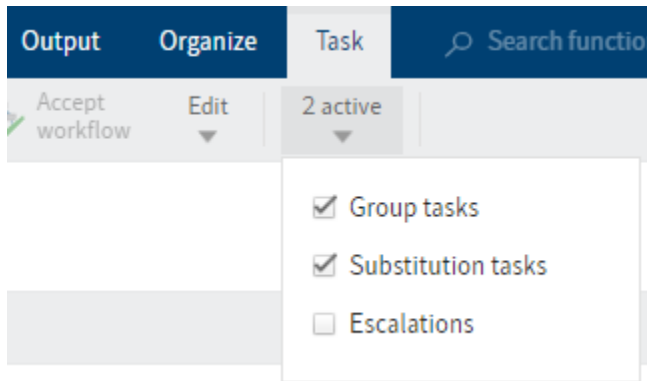 Output Organize Task Search functio
Accept Edit 2 active
workflow
Group tasks
Substitution tasks
Escalations